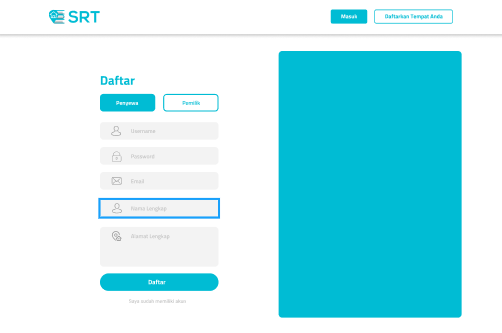 SRT
Masuk
Daftarkan Tempat Anda
Daftar
Penyewa
Pemilik
Username
Password
Email
Nama Lengkap
Alamat Lengkap
Daftar
Saya sudah memiliki akun